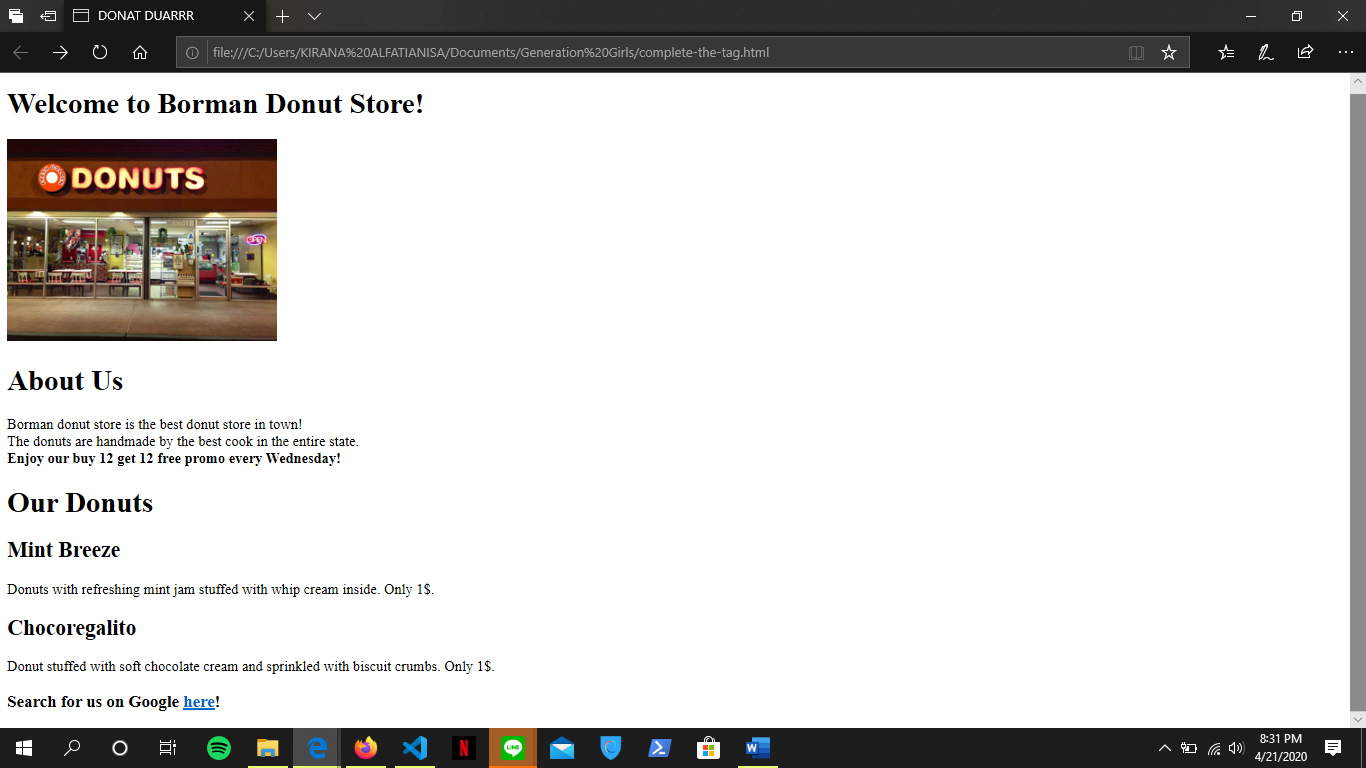 DONAT DUARRR
file:///C:/Users/KIRANA%20ALFATIANISA/Documents/Generation%20Girls/complete-the-tag.html
Welcome to Borman Donut Store!
DONUTS
OPEN
About Us
Borman donut store is the best donut store in town!
The donuts are handmade by the best cook in the entire state.
Enjoy our buy 12 get 12 free promo every Wednesday!
Our Donuts
Mint Breeze
Donuts with refreshing mint jam stuffed with whip cream inside. Only 1$.
Chocoregalito
Donut stuffed with soft chocolate cream and sprinkled with biscuit crumbs. Only 1$.
Search for us on Google here!
LINE
8:31 PM
4/21/2020